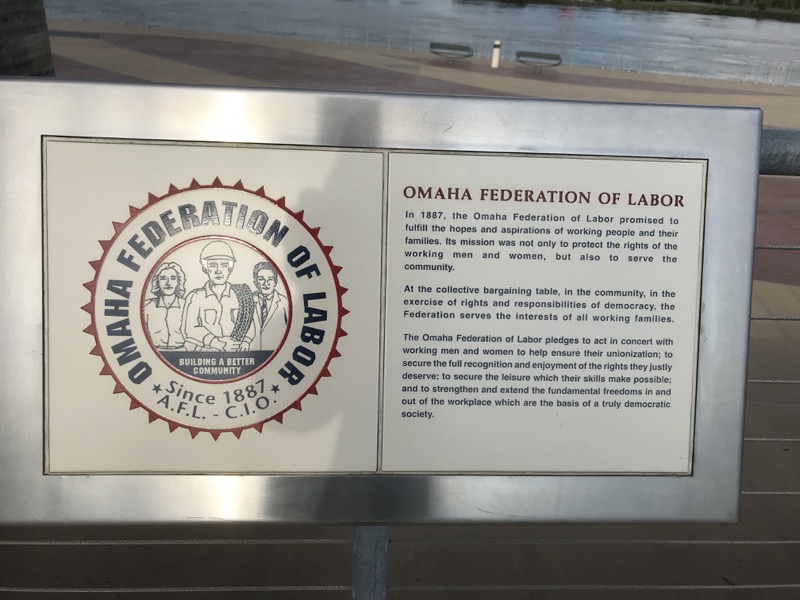 OMAHA FEDERATION OF LABOR
BUILDING A BETTER
COMMUNITY
★ Since 1887 ★
A.F.L. - C.I.O.
OMAHA FEDERATION OF LABOR
In 1887, the Omaha Federation of Labor promised to
fulfill the hopes and aspirations of working people and their
families. Its mission was not only to protect the rights of the
working men and women, but also to serve the
community.
At the collective bargaining table, in the community, in the
exercise of rights and responsibilities of democracy, the
Federation serves the interests of all working families.
The Omaha Federation of Labor pledges to act in concert with
working men and women to help ensure their unionization; to
secure the full recognition and enjoyment of the rights they justly
deserve; to secure the leisure which their skills make possible;
and to strengthen and extend the fundamental freedoms in and
out of the workplace which are the basis of a truly democratic
society.